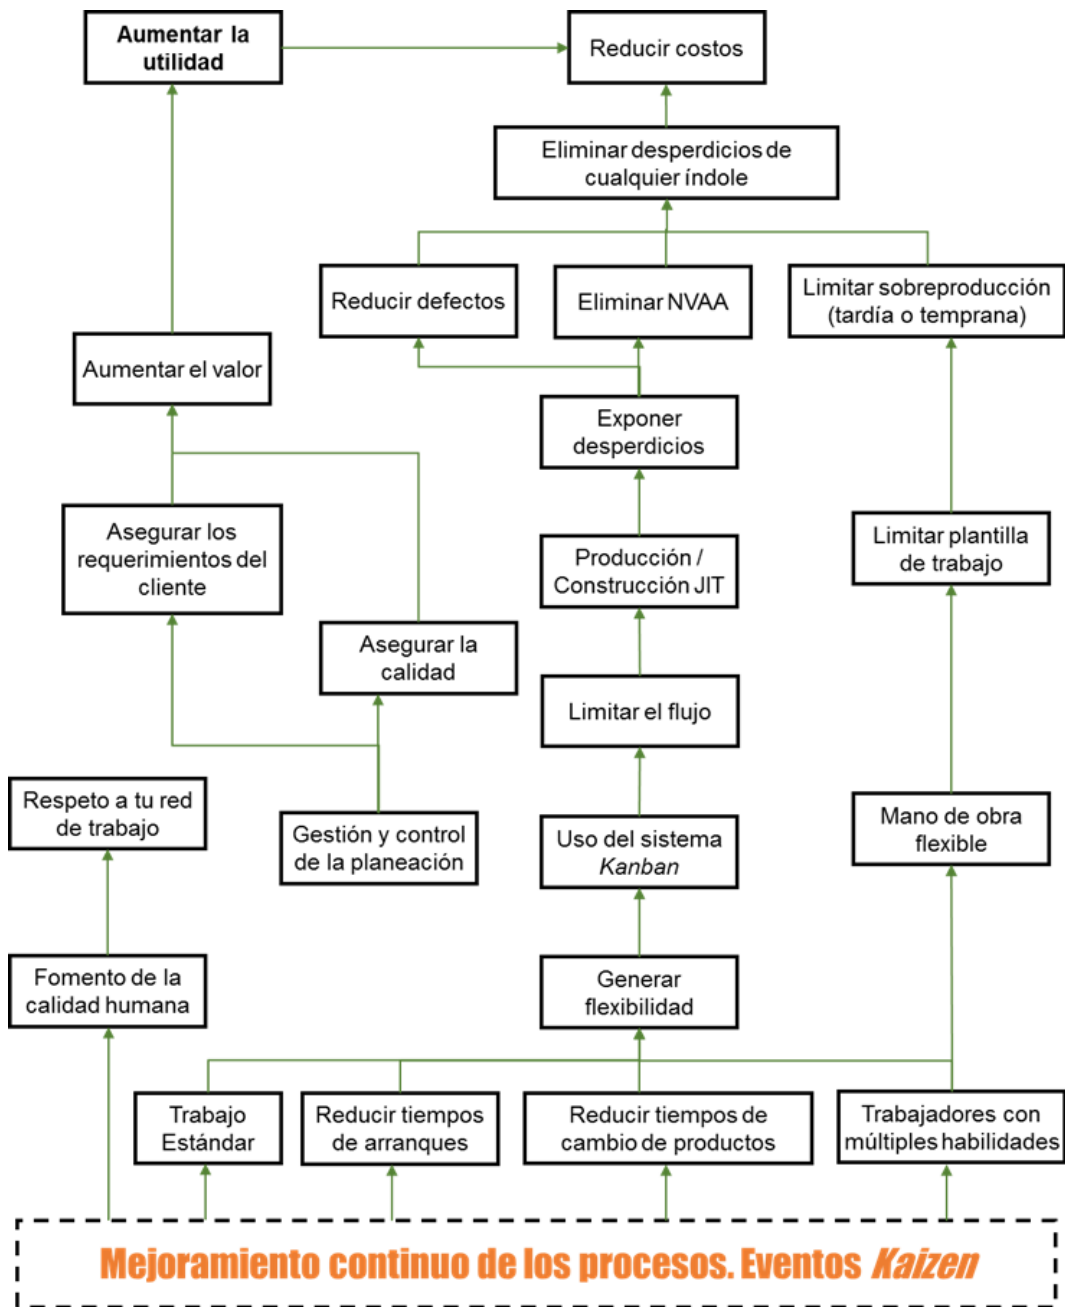 Aumentar la
utilidad
Reducir costos
Eliminar desperdicios de
cualquier índole
Reducir defectos
Eliminar NVAA
Limitar sobreproducción
(tardía o temprana)
Aumentar el valor
Exponer
desperdicios
Asegurar los
requerimientos del
cliente
Producción /
Construcción JIT
Limitar plantilla
de trabajo
Asegurar la
calidad
Limitar el flujo
Respeto a tu red
de trabajo
Gestión y control
de la planeación
Uso del sistema
Kanban
Mano de obra
flexible
Fomento de la
calidad humana
Generar
flexibilidad
Trabajo
Estándar
Reducir tiempos
de arranques
Reducir tiempos de
cambio de productos
Trabajadores con
múltiples habilidades
Mejoramiento continuo de los procesos. Eventos Kaizen